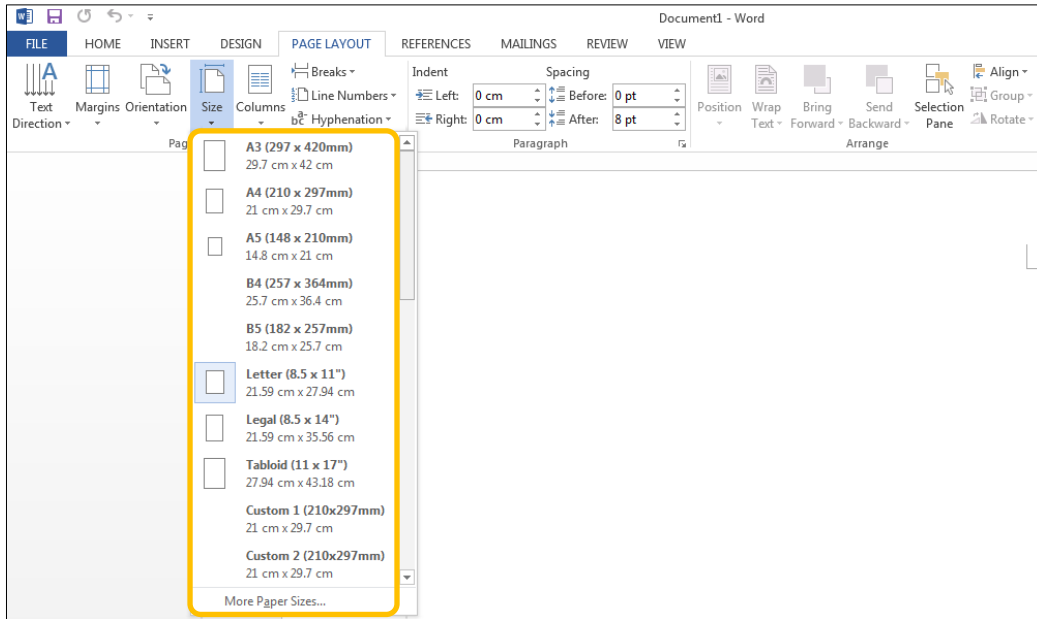 Document1 - Word
FILE HOME INSERT DESIGN PAGE LAYOUT REFERENCES MAILINGS REVIEW VIEW
Breaks Indent Spacing Align
Line Numbers Left: 0 cm Before: 0 pt Group
Text Direction Margins Orientation Size Columns Position Wrap Text Bring Forward Send Backward Selection Pane
Hyphenation Right: 0 cm After: 8 pt Rotate
Pag Paragraph Arrange
A3 (297 x 420mm)
29.7 cm x 42 cm
A4 (210 x 297mm)
21 cm x 29.7 cm
A5 (148 x 210mm)
14.8 cm x 21 cm
B4 (257 x 364mm)
25.7 cm x 36.4 cm
B5 (182 x 257mm)
18.2 cm x 25.7 cm
Letter (8.5 x 11")
21.59 cm x 27.94 cm
Legal (8.5 x 14")
21.59 cm x 35.56 cm
Tabloid (11 x 17")
27.94 cm x 43.18 cm
Custom 1 (210x297mm)
21 cm x 29.7 cm
Custom 2 (210x297mm)
21 cm x 29.7 cm
More Paper Sizes...